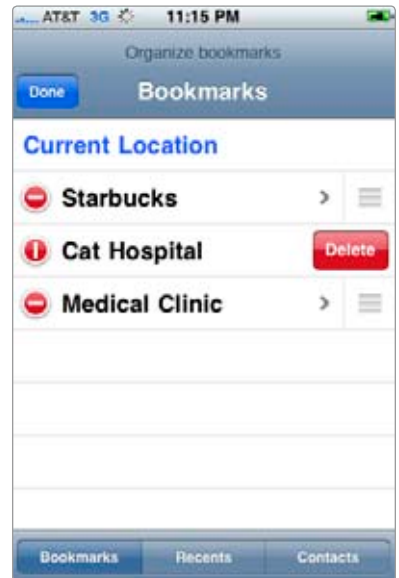 AT&T 3G 11:15 PM
Organize bookmarks
Done Bookmarks
Current Location
Starbucks
Cat Hospital Delete
Medical Clinic
Bookmarks Recents Contacts